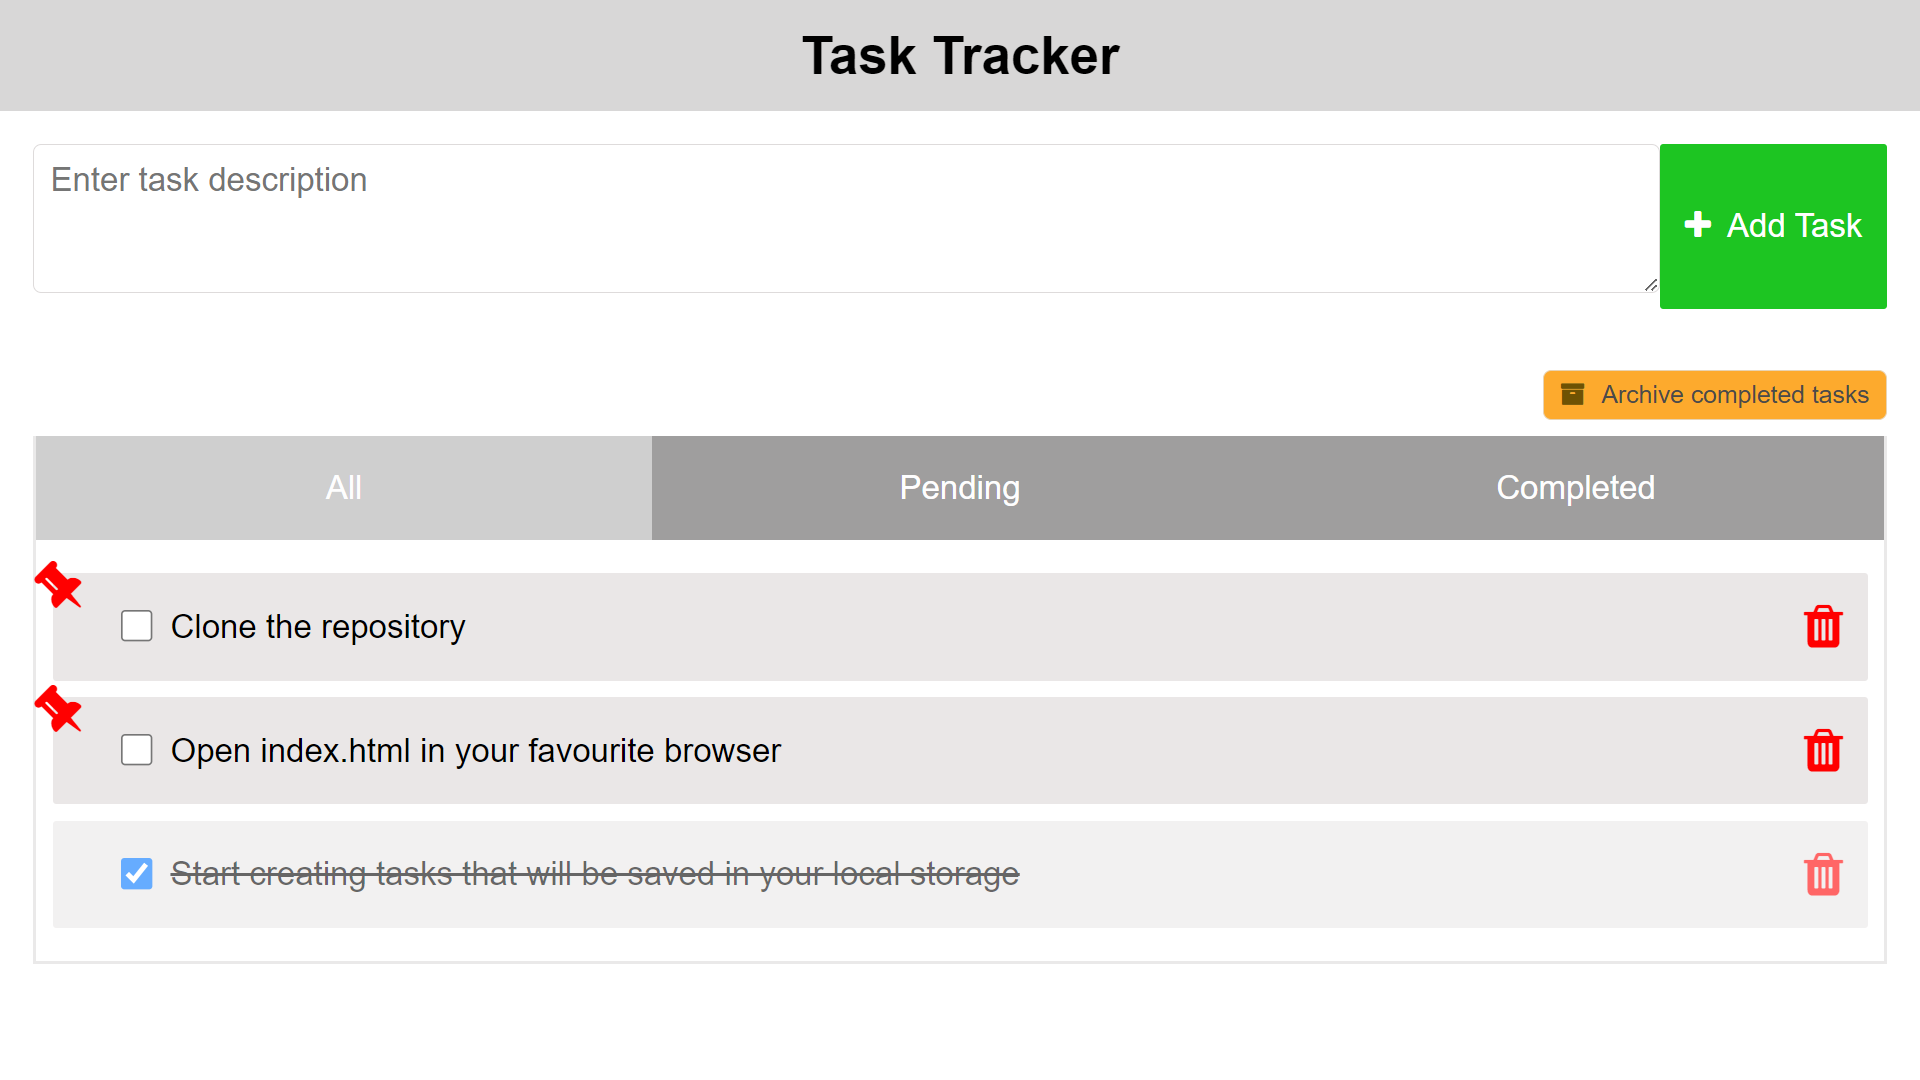 Task Tracker
Enter task description
Add Task
Archive completed tasks
All
Pending
Completed
Clone the repository
Open index.html in your favourite browser
Start creating tasks that will be saved in your local storage